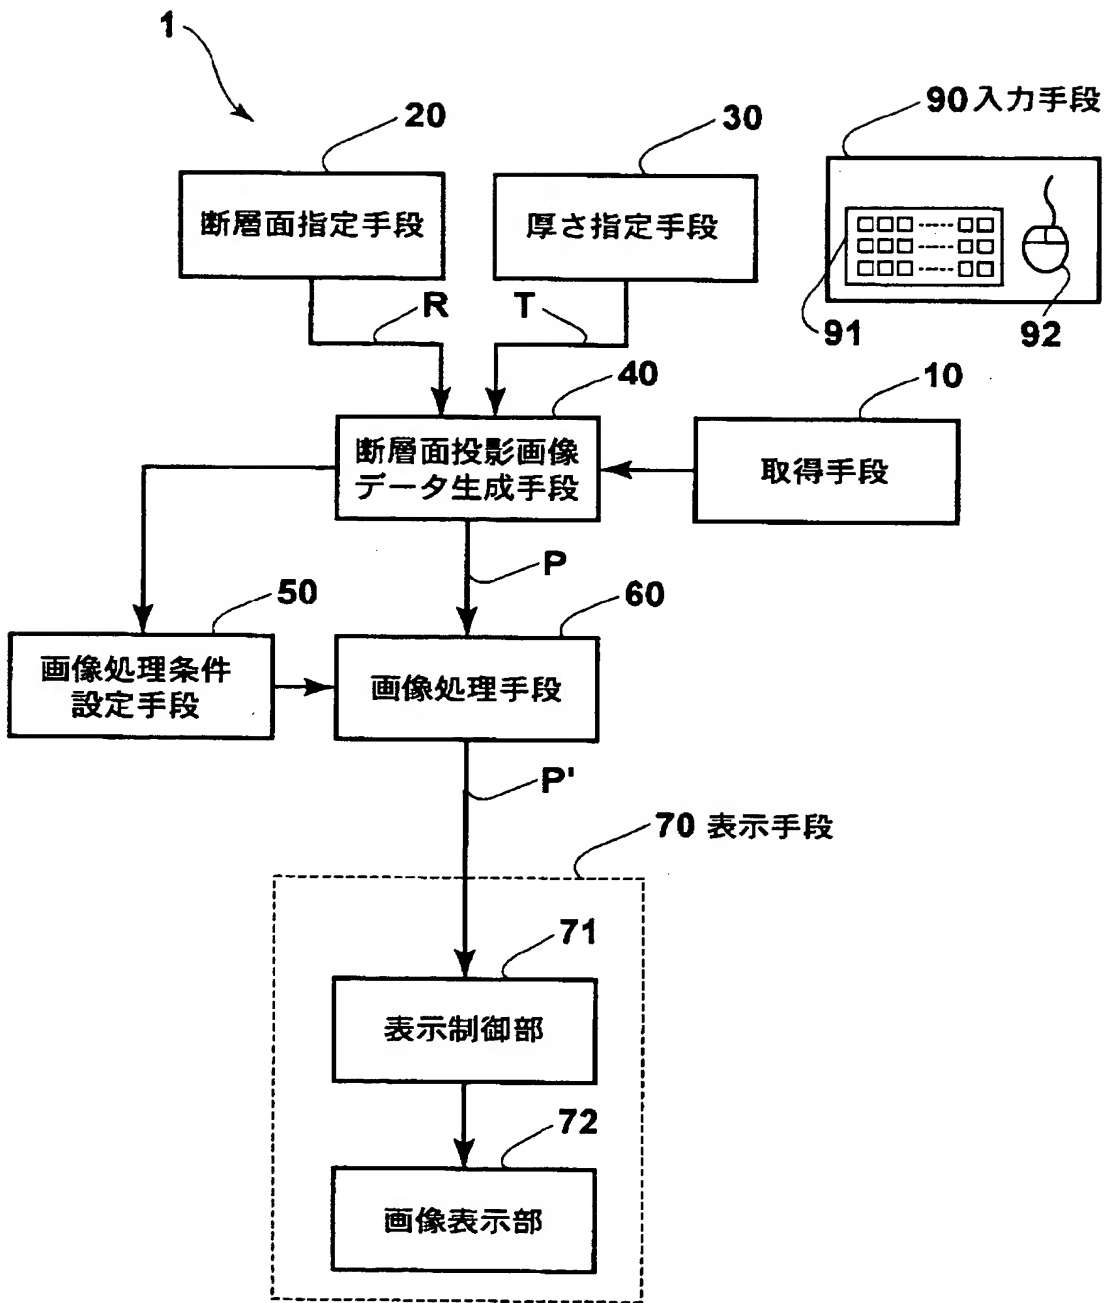 1
20
30
90 入力手段
断層面指定手段
厚さ指定手段
91
92
R
T
40
10
断層面投影画像
データ生成手段
取得手段
P
50
60
画像処理条件
設定手段
画像処理手段
P'
70 表示手段
71
表示制御部
72
画像表示部